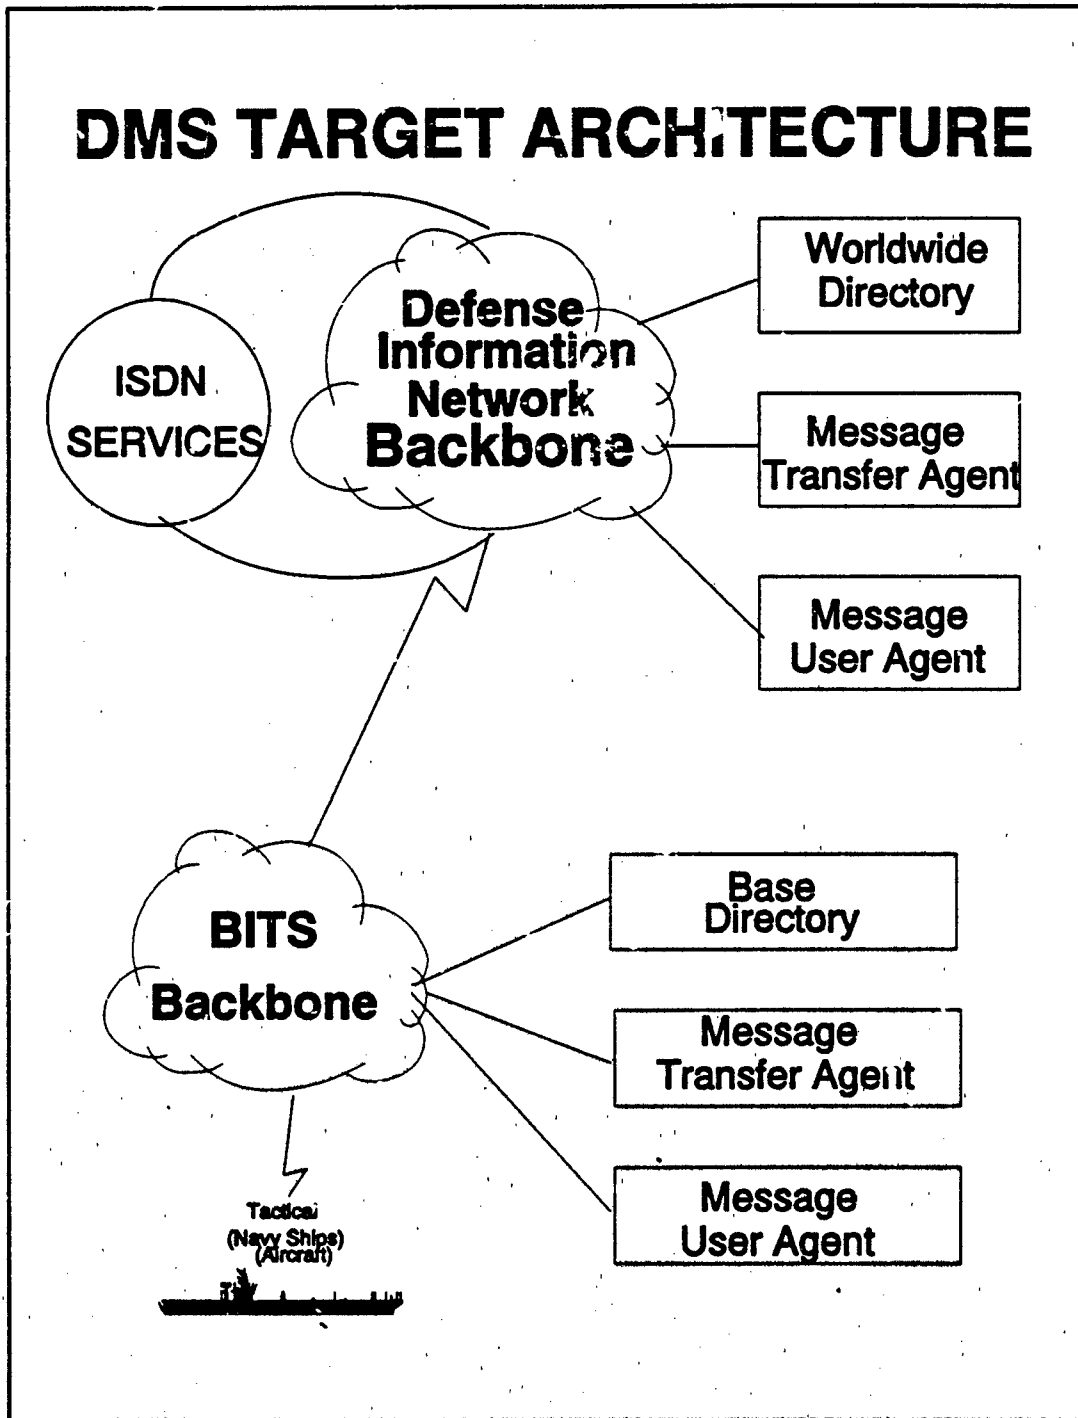 DMS TARGET ARCHITECTURE
ISDN
SERVICES
Defense
Information
Network
Backbone
Worldwide
Directory
Message
Transfer Agent
Message
User Agent
BITS
Backbone
Base
Directory
Message
Transfer Agent
Message
User Agent
Tactical
(Navy Ships)
(Aircraft)